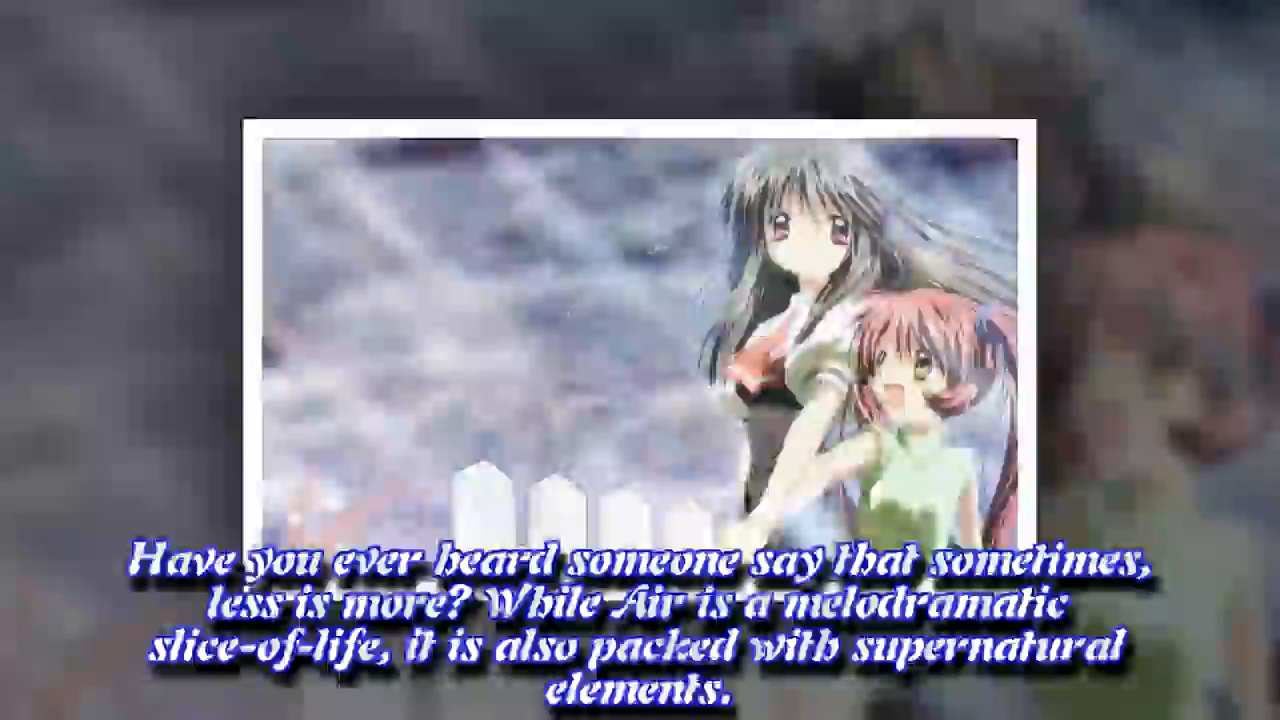 Have you ever heard someone say that sometimes,
less is more? While Air is a melodramatic
slice-of-life, it is also packed with supernatural
elements.